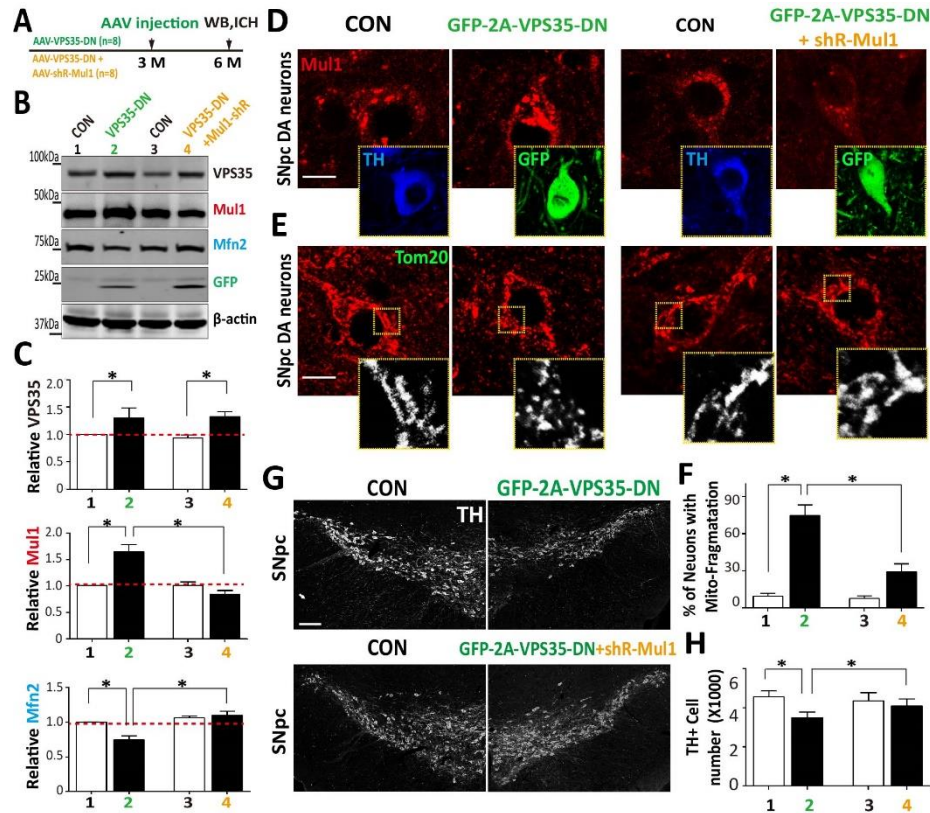 A
AAV injection WB,ICH
AAV-VPS35-DN (n=8)
AAV-VPS35-DN +
AAV-shR-Mul1 (n=8)
3 M 6 M
B
CON VPS35-DN CON VPS35-DN
+Mul1-shR
1 2 3 4
100kDa
VPS35
50kDa
Mul1
75kDa
Mfn2
25kDa
GFP
37kDa
β-actin
C
Relative VPS35
2.0
1.5
1.0
0.5
0
* *
1 2 3 4
Relative Mul1
2.0
1.5
1.0
0.5
0
* *
1 2 3 4
Relative Mfn2
1.5
1.0
0.5
0
* *
1 2 3 4
D
CON GFP-2A-VPS35-DN CON GFP-2A-VPS35-DN
+ shR-Mul1
SNpc DA neurons
Mul1
TH GFP TH GFP
E
SNpc DA neurons
Tom20
G
CON GFP-2A-VPS35-DN
TH
SNpc
CON GFP-2A-VPS35-DN+shR-Mul1
SNpc
F
% of Neurons with
Mito-Fragmatation
90
60
30
0
* *
1 2 3 4
H
TH+ Cell
number (X1000)
6
4
2
0
* *
1 2 3 4